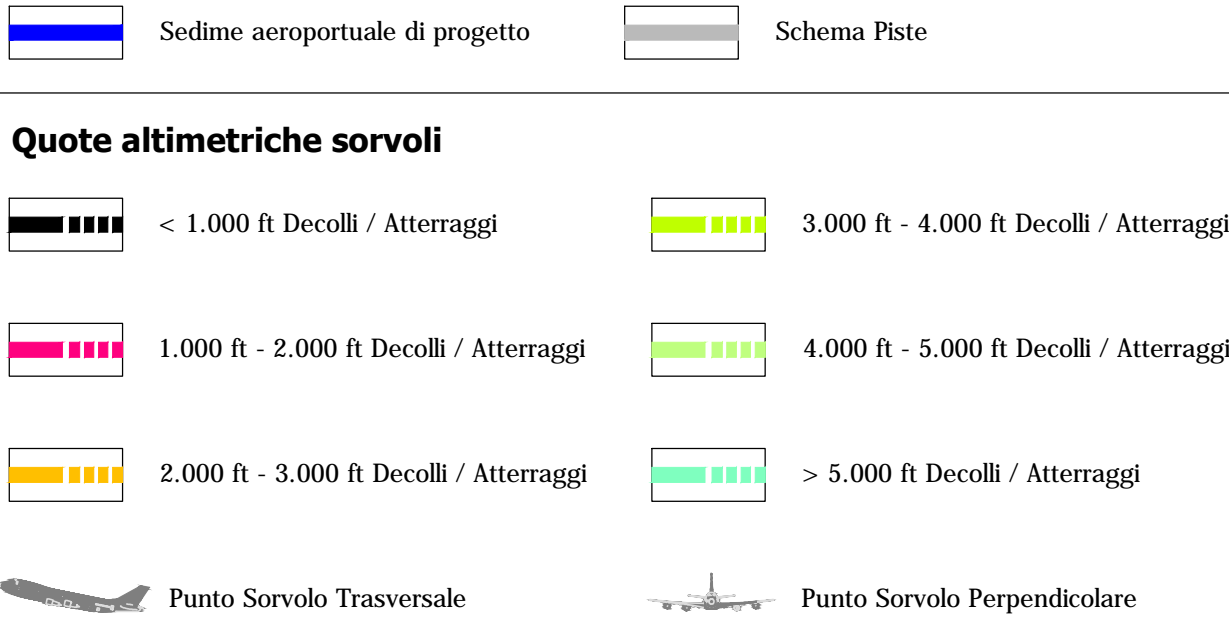 Sedime aeroportuale di progetto
Schema Piste
Quote altimetriche sorvoli
< 1.000 ft Decolli / Atterraggi
3.000 ft - 4.000 ft Decolli / Atterraggi
1.000 ft - 2.000 ft Decolli / Atterraggi
4.000 ft - 5.000 ft Decolli / Atterraggi
2.000 ft - 3.000 ft Decolli / Atterraggi
> 5.000 ft Decolli / Atterraggi
Punto Sorvolo Trasversale
Punto Sorvolo Perpendicolare